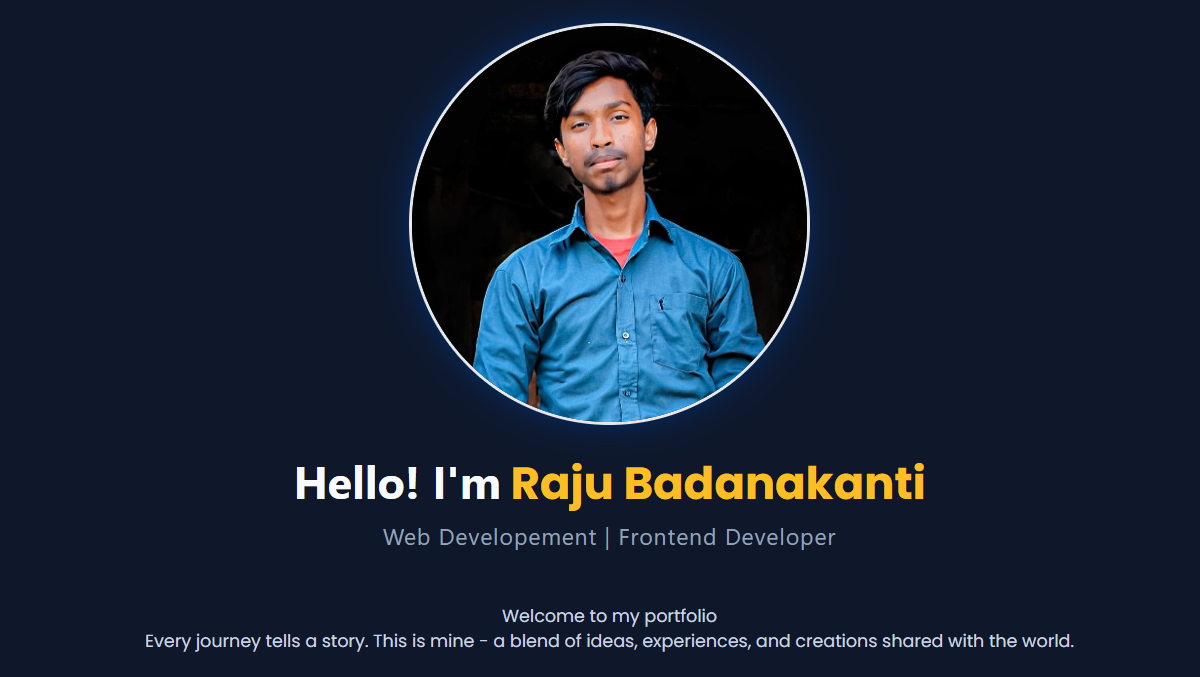 Hello! I'm Raju Badanakanti
Web Developement | Frontend Developer
Welcome to my portfolio
Every journey tells a story. This is mine - a blend of ideas, experiences, and creations shared with the world.